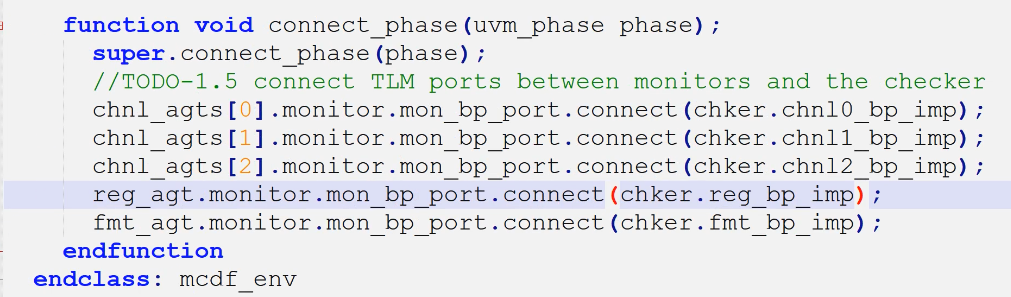 function void connect_phase(uvm_phase phase);
super.connect_phase(phase);
//TODO-1.5 connect TLM ports between monitors and the checker
chnl_agts[0].monitor.mon_bp_port.connect(chker.chnl0_bp_imp);
chnl_agts[1].monitor.mon_bp_port.connect(chker.chnl1_bp_imp);
chnl_agts[2].monitor.mon_bp_port.connect(chker.chnl2_bp_imp);
reg_agt.monitor.mon_bp_port.connect(chker.reg_bp_imp);
fmt_agt.monitor.mon_bp_port.connect(chker.fmt_bp_imp);
endfunction
endclass: mcdf_env